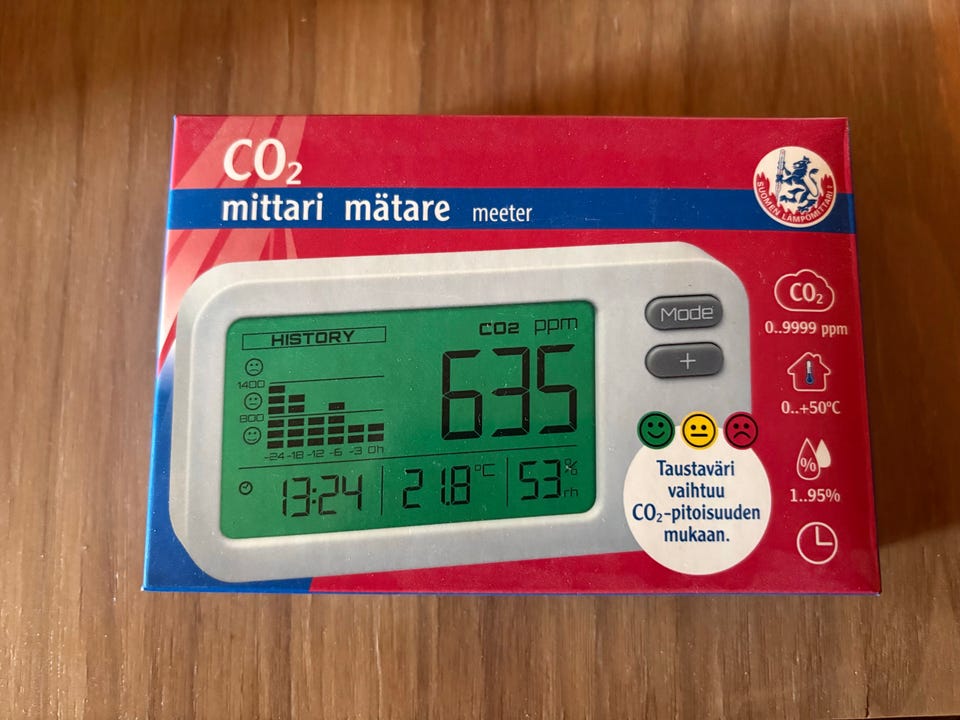 CO₂
mittari mätare meeter
SUOMEN LÄMPÖMITTARI
HISTORY
CO2 ppm
635
1400
800
-24 -18 -12 -6 -3 0h
13:24
21.8 °C
53 % rh
Mode
+
Taustaväri
vaihtuu
CO₂-pitoisuuden
mukaan.
CO₂
0..9999 ppm
0..+50°C
%
1..95%